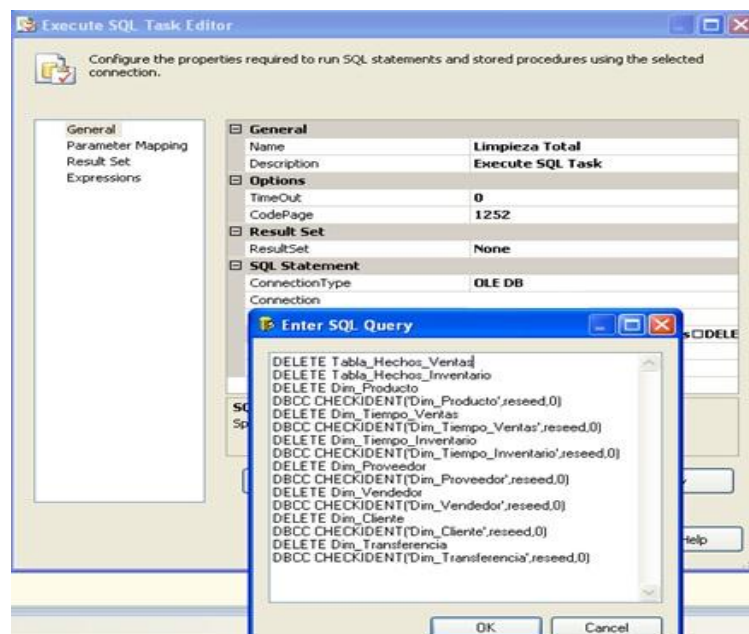 Execute SQL Task Editor
Configure the properties required to run SQL statements and stored procedures using the selected
connection.
General
Parameter Mapping
Result Set
Expressions
General
Name Limpieza Total
Description Execute SQL Task
Options
TimeOut 0
CodePage 1252
Result Set
ResultSet None
SQL Statement
ConnectionType OLE DB
Connection
Enter SQL Query
DELETE Tabla_Hechos_Ventas
DELETE Tabla_Hechos_Inventario
DELETE Dim_Producto
DBCC CHECKIDENT('Dim_Producto',reseed,0)
DELETE Dim_Tiempo_Ventas
DBCC CHECKIDENT('Dim_Tiempo_Ventas',reseed,0)
DELETE Dim_Tiempo_Inventario
DBCC CHECKIDENT('Dim_Tiempo_Inventario',reseed,0)
DELETE Dim_Proveedor
DBCC CHECKIDENT('Dim_Proveedor',reseed,0)
DELETE Dim_Vendedor
DBCC CHECKIDENT('Dim_Vendedor',reseed,0)
DELETE Dim_Cliente
DBCC CHECKIDENT('Dim_Cliente',reseed,0)
DELETE Dim_Transferencia
DBCC CHECKIDENT('Dim_Transferencia',reseed,0)
OK Cancel
Help